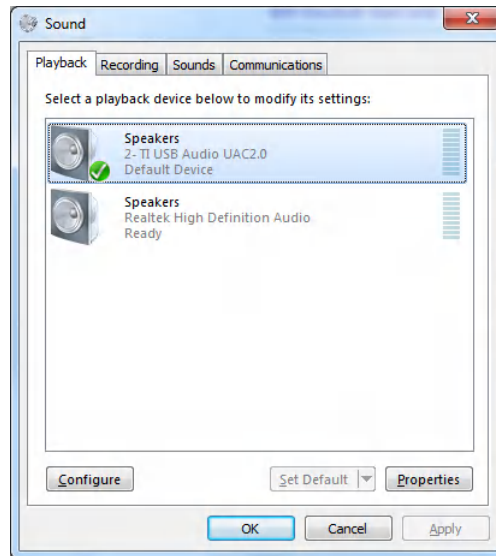 Sound
Playback Recording Sounds Communications
Select a playback device below to modify its settings:
Speakers
2- TI USB Audio UAC2.0
Default Device
Speakers
Realtek High Definition Audio
Ready
Configure Set Default Properties
OK Cancel Apply